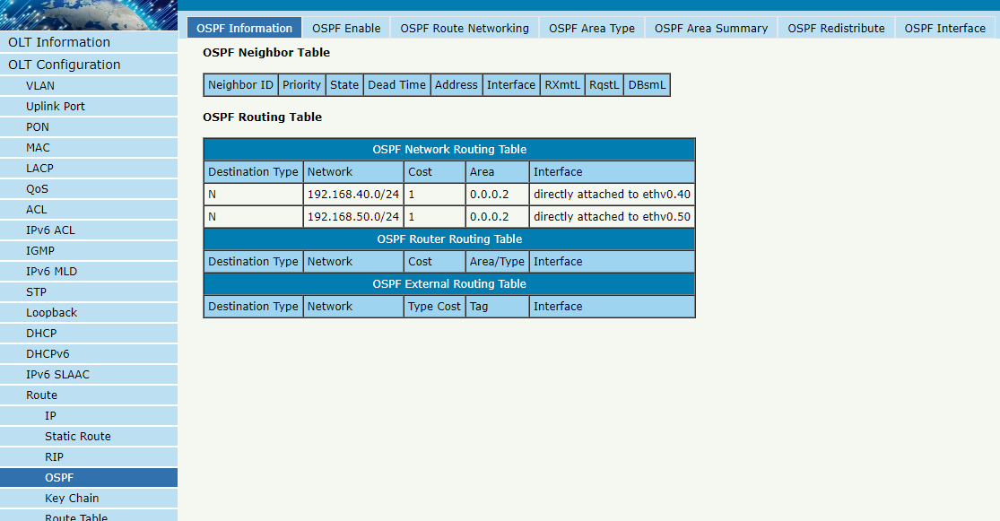 OSPF Information OSPF Enable OSPF Route Networking OSPF Area Type OSPF Area Summary OSPF Redistribute OSPF Interface
OLT Information
OLT Configuration
VLAN
Uplink Port
PON
MAC
LACP
QoS
ACL
IPv6 ACL
IGMP
IPv6 MLD
STP
Loopback
DHCP
DHCPv6
IPv6 SLAAC
Route
IP
Static Route
RIP
OSPF
Key Chain
Route Table
OSPF Neighbor Table
Neighbor ID Priority State Dead Time Address Interface RXmtL RqstL DBsmL
OSPF Routing Table
OSPF Network Routing Table
Destination Type Network Cost Area Interface
N 192.168.40.0/24 1 0.0.0.2 directly attached to ethv0.40
N 192.168.50.0/24 1 0.0.0.2 directly attached to ethv0.50
OSPF Router Routing Table
Destination Type Network Cost Area/Type Interface
OSPF External Routing Table
Destination Type Network Type Cost Tag Interface